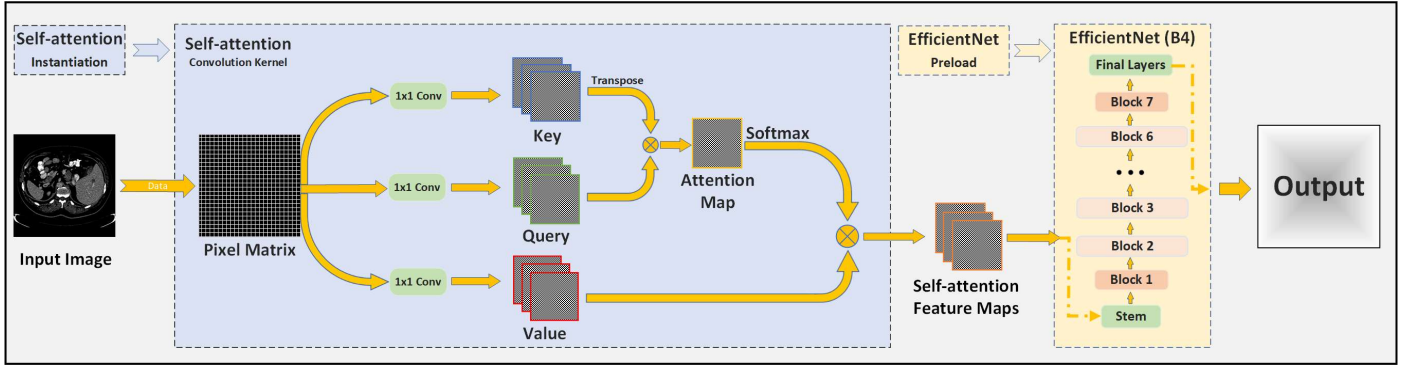 Self-attention
Instantiation
Self-attention
Convolution Kernel
EfficientNet
Preload
EfficientNet (B4)
Input Image
Data
Pixel Matrix
1x1 Conv
1x1 Conv
1x1 Conv
Key
Query
Value
Transpose
Attention
Map
Softmax
Self-attention
Feature Maps
Final Layers
Block 7
Block 6
•••
Block 3
Block 2
Block 1
Stem
Output